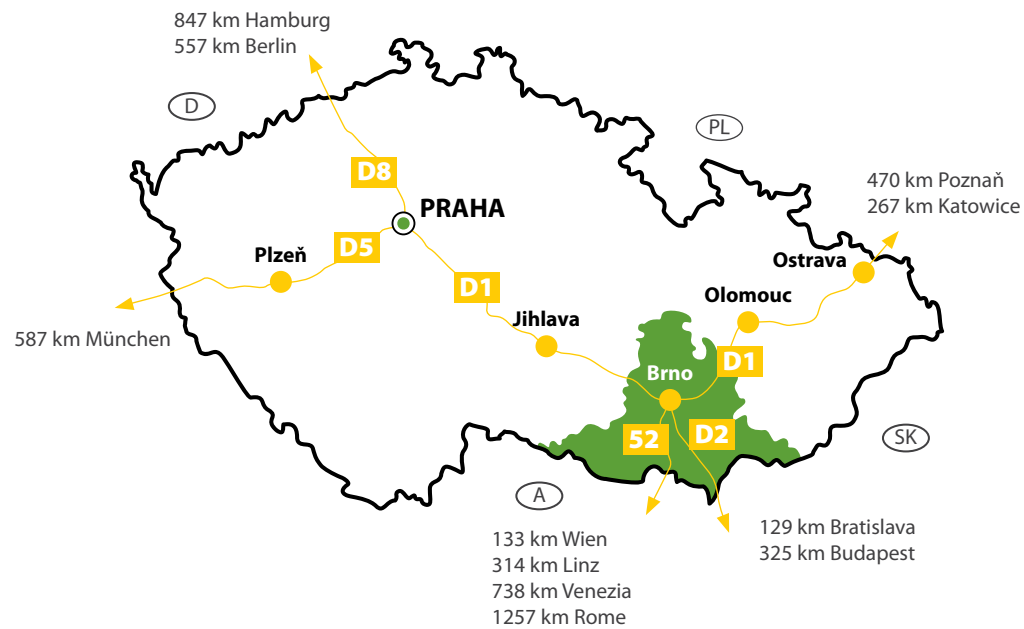 847 km Hamburg
557 km Berlin
D
PL
D8
470 km Poznaň
267 km Katowice
PRAHA
D5
Plzeň
Ostrava
D1
Olomouc
Jihlava
587 km München
D1
Brno
52
D2
SK
A
129 km Bratislava
325 km Budapest
133 km Wien
314 km Linz
738 km Venezia
1257 km Rome